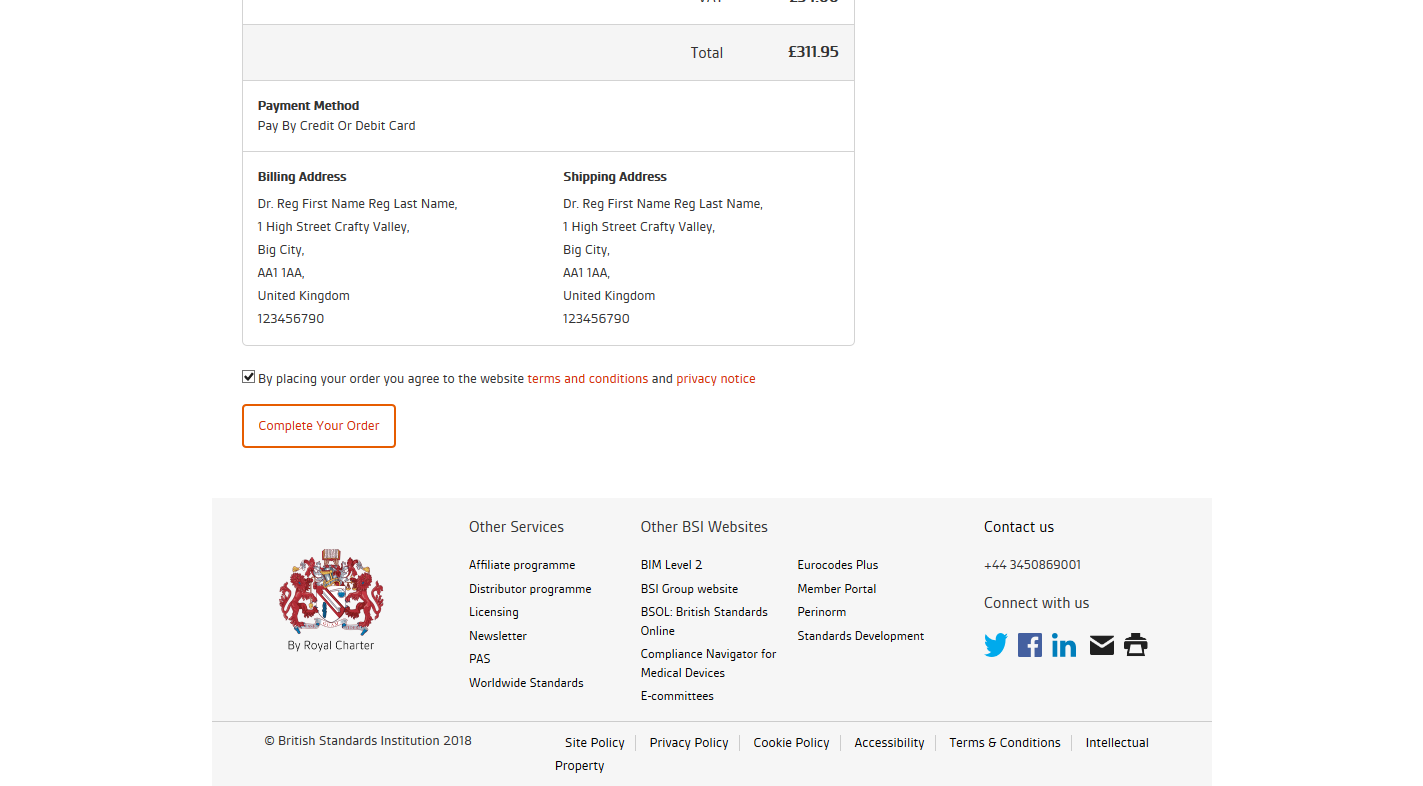 Total £311.95
Payment Method
Pay By Credit Or Debit Card
Billing Address
Dr. Reg First Name Reg Last Name,
1 High Street Crafty Valley,
Big City,
AA1 1AA,
United Kingdom
123456790
Shipping Address
Dr. Reg First Name Reg Last Name,
1 High Street Crafty Valley,
Big City,
AA1 1AA,
United Kingdom
123456790
By placing your order you agree to the website terms and conditions and privacy notice
Complete Your Order
By Royal Charter
Other Services
Affiliate programme
Distributor programme
Licensing
Newsletter
PAS
Worldwide Standards
Other BSI Websites
BIM Level 2
BSI Group website
BSOL: British Standards
Online
Compliance Navigator for
Medical Devices
E-committees
Eurocodes Plus
Member Portal
Perinorm
Standards Development
Contact us
+44 3450869001
Connect with us
© British Standards Institution 2018
Site Policy Privacy Policy Cookie Policy Accessibility Terms & Conditions Intellectual
Property